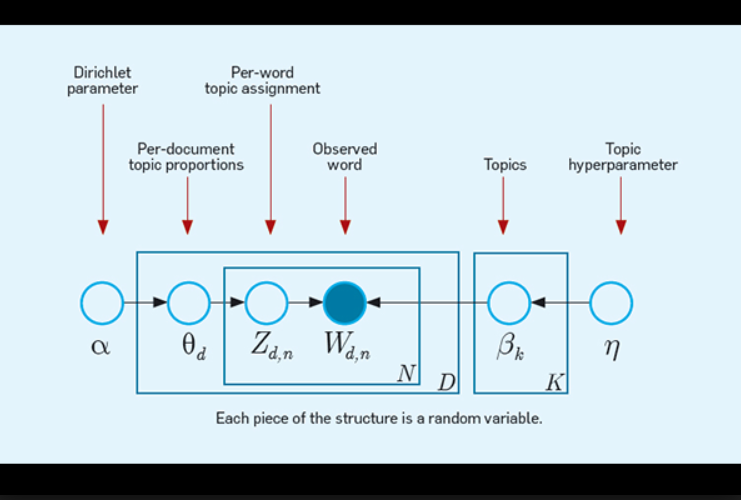 Dirichlet
parameter
Per-word
topic assignment
Per-document
topic proportions
Observed
word
Topics
Topic
hyperparameter
α
θd
Zd,n
Wd,n
N
D
βk
K
η
Each piece of the structure is a random variable.